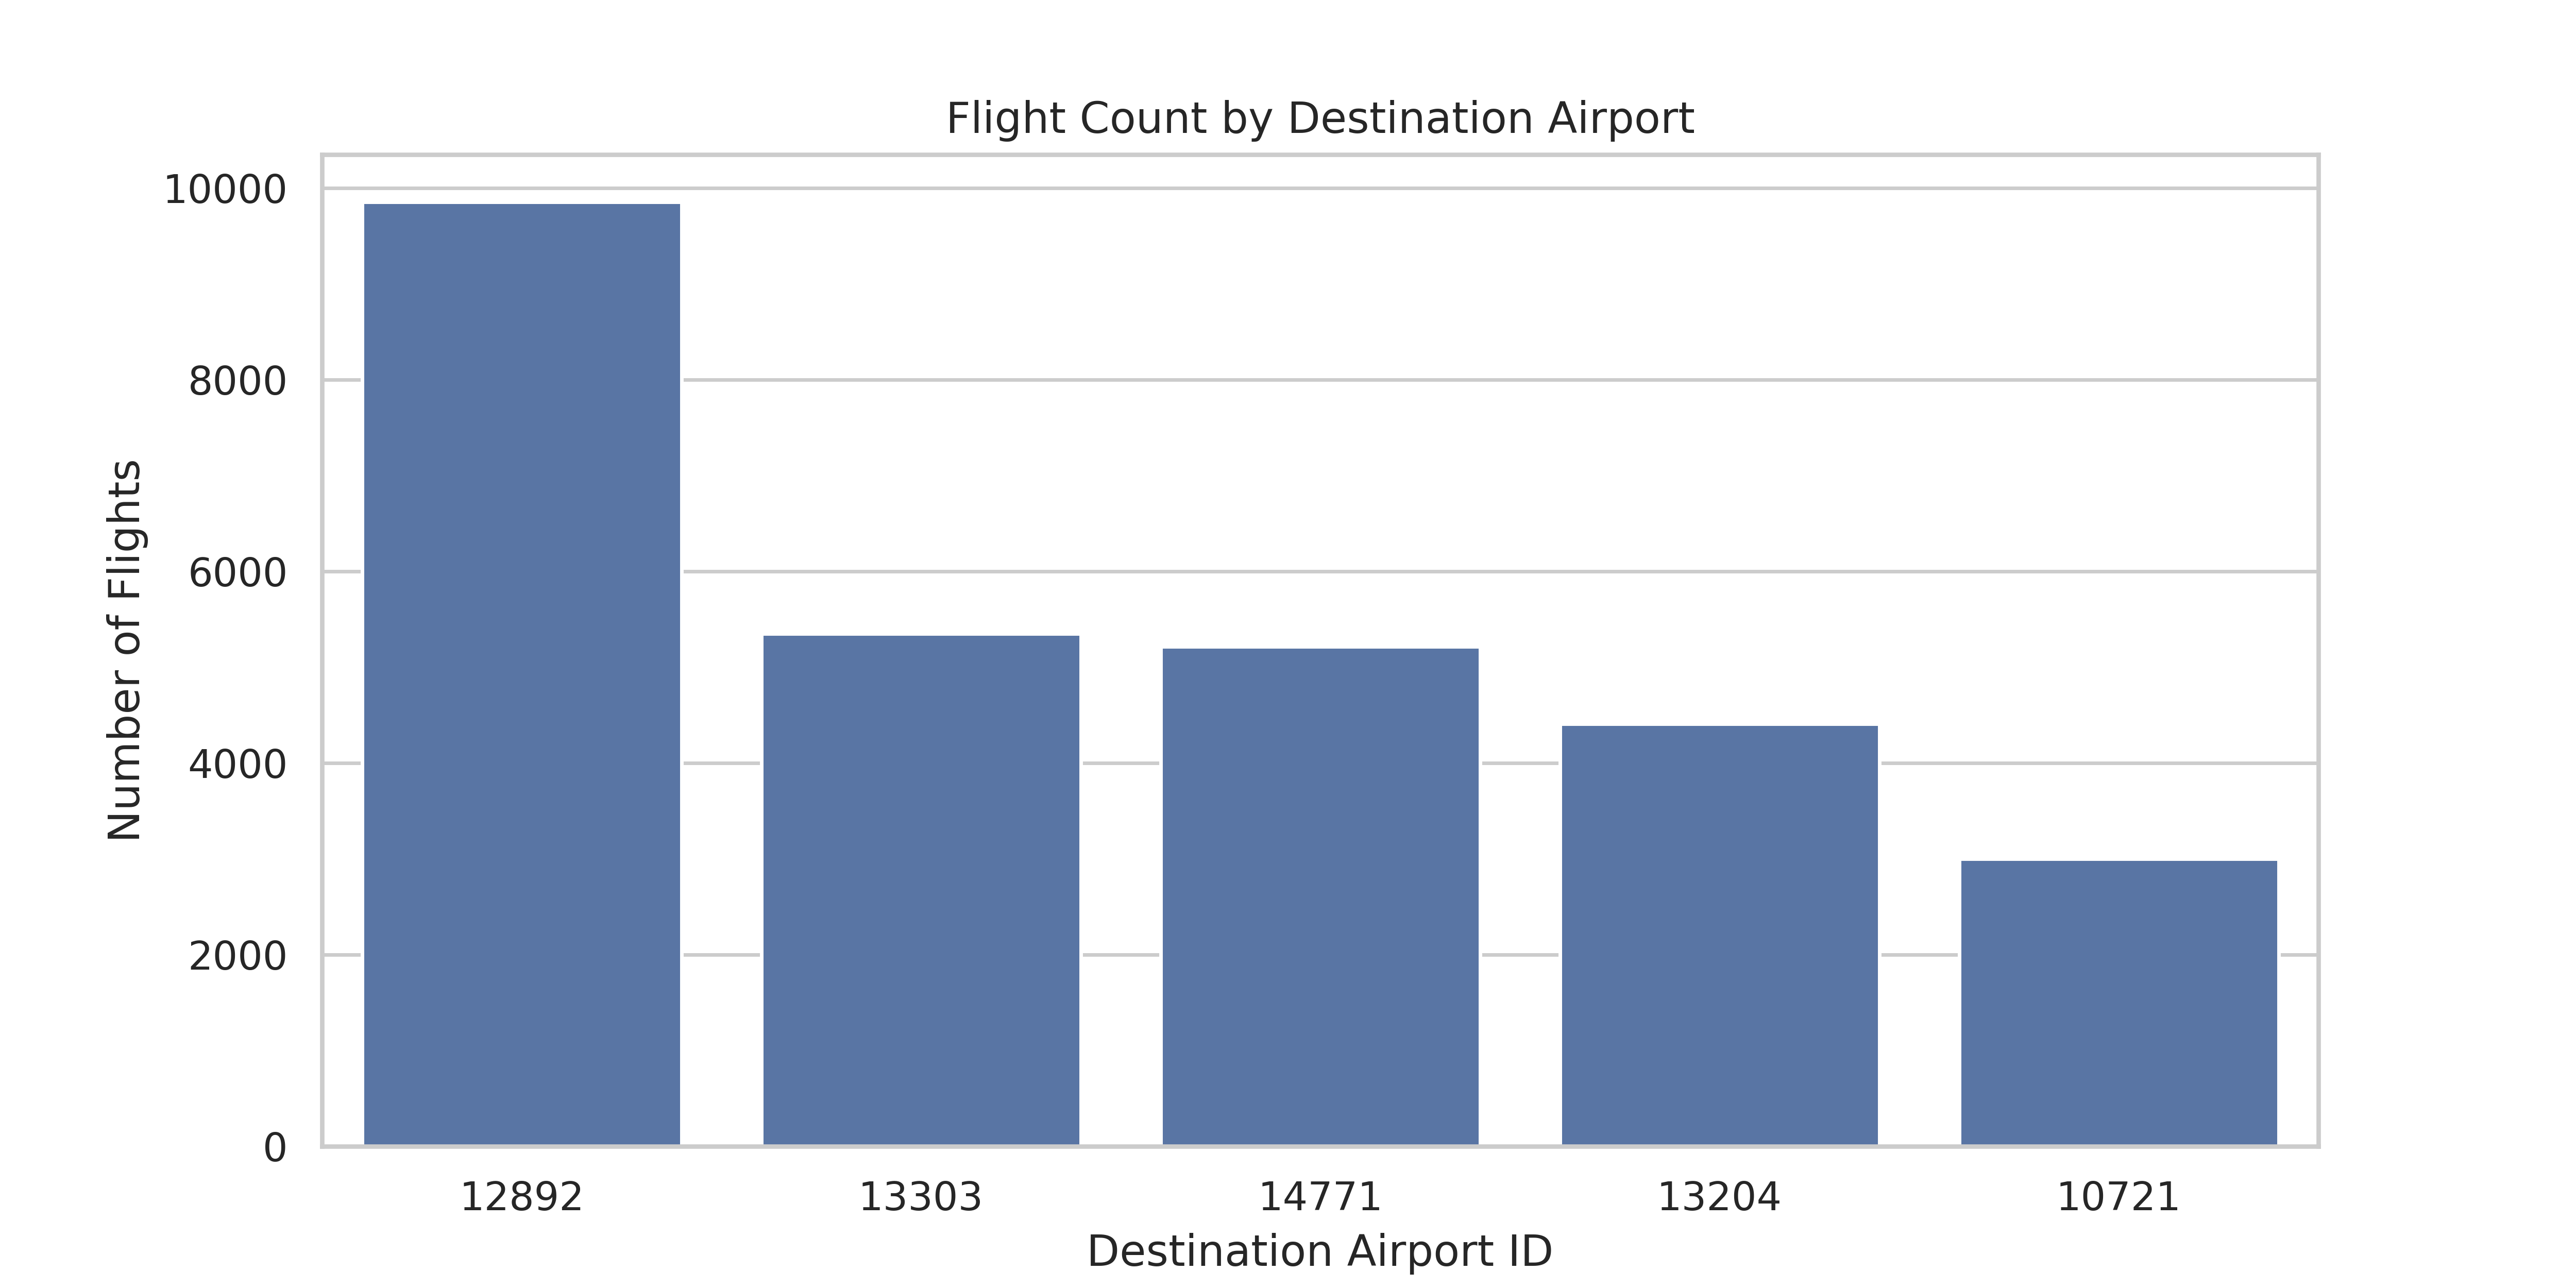 Flight Count by Destination Airport
10000
8000
6000
4000
2000
0
Number of Flights
12892 13303 14771 13204 10721
Destination Airport ID